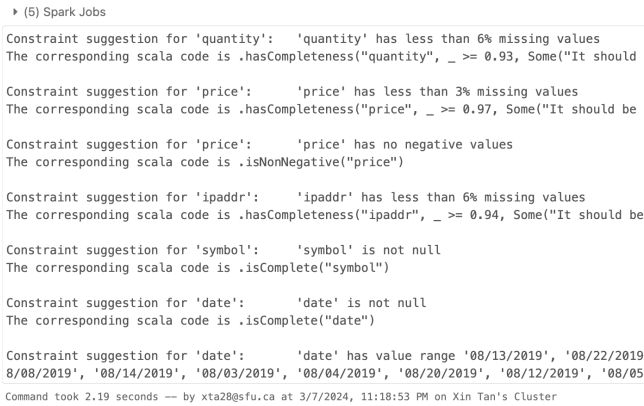 (5) Spark Jobs
Constraint suggestion for 'quantity': 'quantity' has less than 6% missing values
The corresponding scala code is .hasCompleteness("quantity", _ >= 0.93, Some("It should
Constraint suggestion for 'price': 'price' has less than 3% missing values
The corresponding scala code is .hasCompleteness("price", _ >= 0.97, Some("It should be
Constraint suggestion for 'price': 'price' has no negative values
The corresponding scala code is .isNonNegative("price")
Constraint suggestion for 'ipaddr': 'ipaddr' has less than 6% missing values
The corresponding scala code is .hasCompleteness("ipaddr", _ >= 0.94, Some("It should be
Constraint suggestion for 'symbol': 'symbol' is not null
The corresponding scala code is .isComplete("symbol")
Constraint suggestion for 'date': 'date' is not null
The corresponding scala code is .isComplete("date")
Constraint suggestion for 'date': 'date' has value range '08/13/2019', '08/22/2019
8/08/2019', '08/14/2019', '08/03/2019', '08/04/2019', '08/20/2019', '08/12/2019', '08/05
Command took 2.19 seconds -- by xta28@sfu.ca at 3/7/2024, 11:18:53 PM on Xin Tan's Cluster